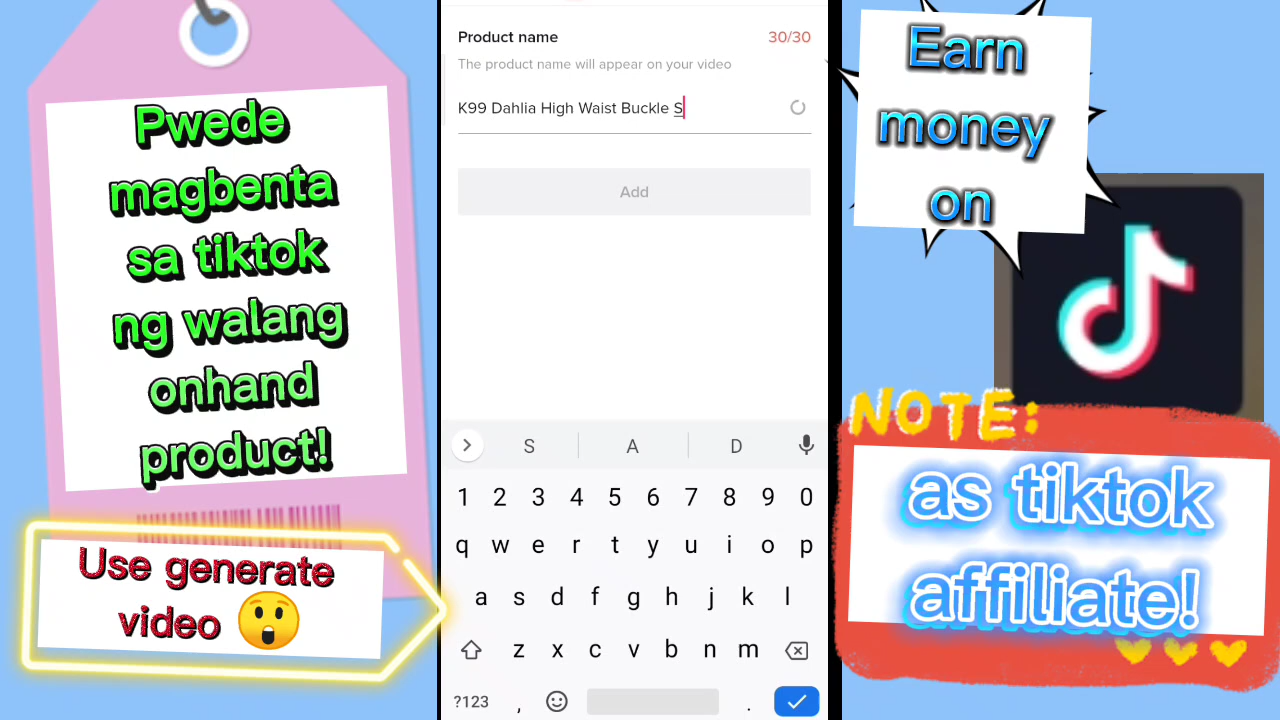 Pwede
magbenta
sa tiktok
ng walang
onhand
product!
Use generate
video
Product name 30/30
The product name will appear on your video
K99 Dahlia High Waist Buckle S
Add
S A D
1 2 3 4 5 6 7 8 9 0
q w e r t y u i o p
a s d f g h j k l
z x c v b n m
?123 , .
Earn
money
on
NOTE:
as tiktok
affiliate!